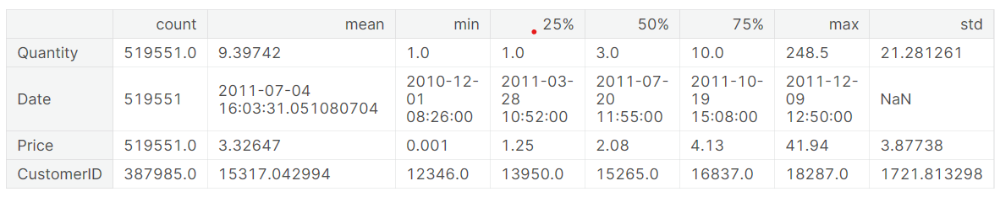 count mean min 25% 50% 75% max std
Quantity 519551.0 9.39742 1.0 1.0 3.0 10.0 248.5 21.281261
Date 519551 2011-07-04 16:03:31.051080704 2010-12-01 08:26:00 2011-03-28 10:52:00 2011-07-20 11:55:00 2011-10-19 15:08:00 2011-12-09 12:50:00 NaN
Price 519551.0 3.32647 0.001 1.25 2.08 4.13 41.94 3.87738
CustomerID 387985.0 15317.042994 12346.0 13950.0 15265.0 16837.0 18287.0 1721.813298